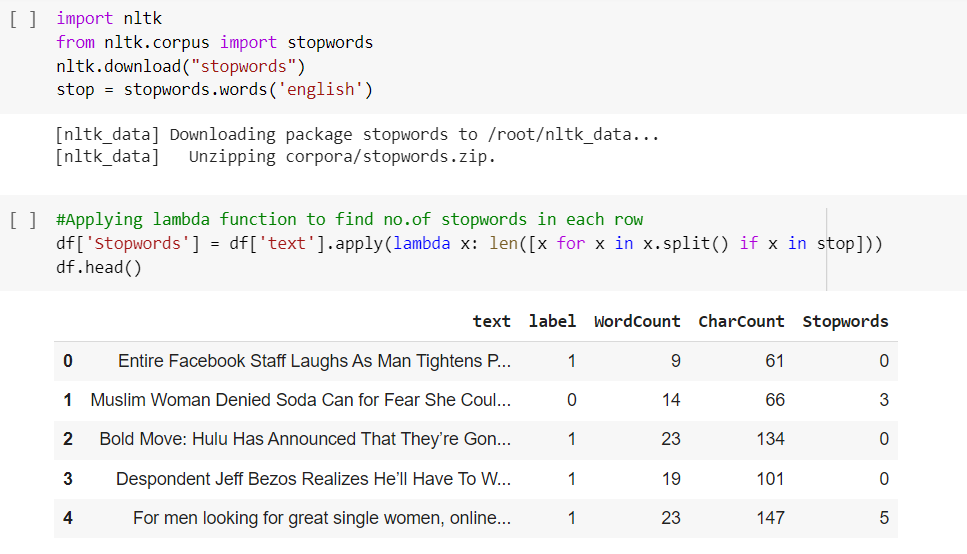 [ ] import nltk
from nltk.corpus import stopwords
nltk.download("stopwords")
stop = stopwords.words('english')
[nltk_data] Downloading package stopwords to /root/nltk_data...
[nltk_data]   Unzipping corpora/stopwords.zip.
[ ] #Applying lambda function to find no.of stopwords in each row
df['Stopwords'] = df['text'].apply(lambda x: len([x for x in x.split() if x in stop]))
df.head()
text label WordCount CharCount Stopwords
0 Entire Facebook Staff Laughs As Man Tightens P... 1 9 61 0
1 Muslim Woman Denied Soda Can for Fear She Coul... 0 14 66 3
2 Bold Move: Hulu Has Announced That They’re Gon... 1 23 134 0
3 Despondent Jeff Bezos Realizes He’ll Have To W... 1 19 101 0
4 For men looking for great single women, online... 1 23 147 5